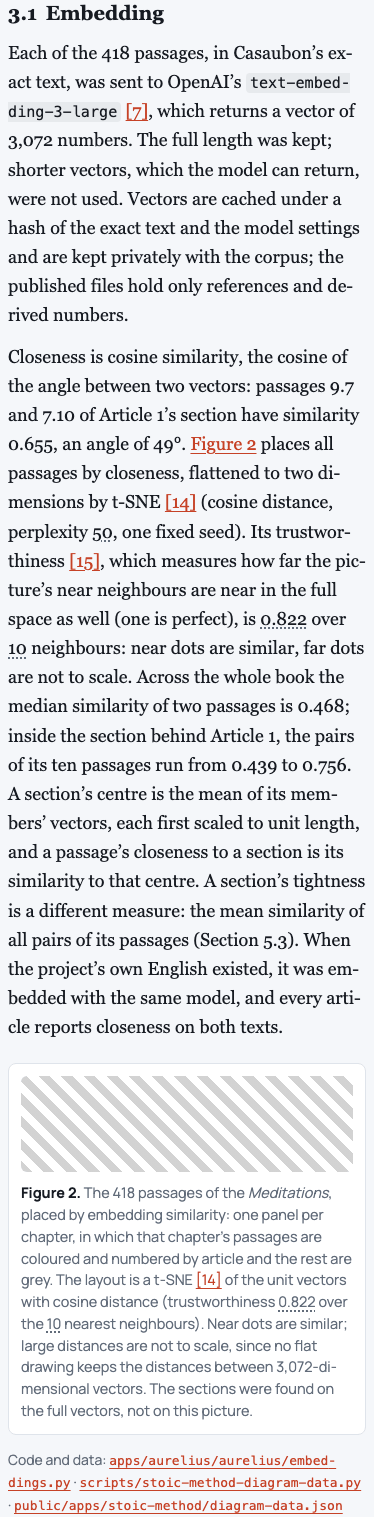 3.1 Embedding
Each of the 418 passages, in Casaubon’s ex-
act text, was sent to OpenAI’s text-embed-
ding-3-large [7], which returns a vector of
3,072 numbers. The full length was kept;
shorter vectors, which the model can return,
were not used. Vectors are cached under a
hash of the exact text and the model settings
and are kept privately with the corpus; the
published files hold only references and de-
rived numbers.
Closeness is cosine similarity, the cosine of
the angle between two vectors: passages 9.7
and 7.10 of Article 1’s section have similarity
0.655, an angle of 49°. Figure 2 places all
passages by closeness, flattened to two di-
mensions by t-SNE [14] (cosine distance,
perplexity 50, one fixed seed). Its trustwor-
thiness [15], which measures how far the pic-
ture’s near neighbours are near in the full
space as well (one is perfect), is 0.822 over
10 neighbours: near dots are similar, far dots
are not to scale. Across the whole book the
median similarity of two passages is 0.468;
inside the section behind Article 1, the pairs
of its ten passages run from 0.439 to 0.756.
A section’s centre is the mean of its mem-
bers’ vectors, each first scaled to unit length,
and a passage’s closeness to a section is its
similarity to that centre. A section’s tightness
is a different measure: the mean similarity of
all pairs of its passages (Section 5.3). When
the project’s own English existed, it was em-
bedded with the same model, and every arti-
cle reports closeness on both texts.
Figure 2. The 418 passages of the Meditations,
placed by embedding similarity: one panel per
chapter, in which that chapter’s passages are
coloured and numbered by article and the rest are
grey. The layout is a t-SNE [14] of the unit vectors
with cosine distance (trustworthiness 0.822 over
the 10 nearest neighbours). Near dots are similar;
large distances are not to scale, since no flat
drawing keeps the distances between 3,072-di-
mensional vectors. The sections were found on
the full vectors, not on this picture.
Code and data: apps/aurelius/aurelius/embed-
dings.py · scripts/stoic-method-diagram-data.py
· public/apps/stoic-method/diagram-data.json